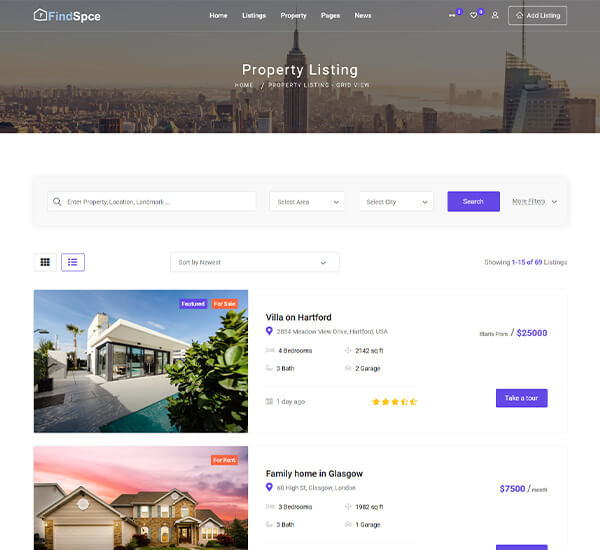 FindSpce
Home Listings Property Pages News
Add Listing
Property Listing
HOME / PROPERTY LISTING - GRID VIEW
Enter Property, Location, Landmark ...
Select Area
Select City
Search
More Filters
Sort by Newest
Showing 1-15 of 69 Listings
Featured
For Sale
Villa on Hartford
2854 Meadow View Drive, Hartford, USA
Starts From / $25000
4 Bedrooms 2142 sq ft
3 Bath 2 Garage
1 day ago
Take a tour
For Rent
Family home in Glasgow
60 High St, Glasgow, London
$7500 / month
3 Bedrooms 1982 sq ft
3 Bath 1 Garage